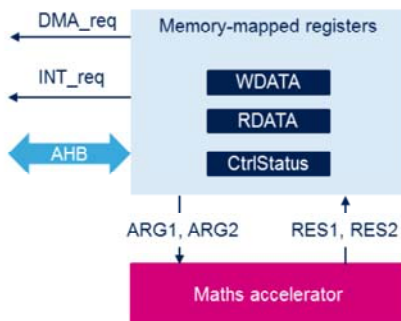 DMA_req
Memory-mapped registers
INT_req
WDATA
RDATA
AHB
CtrlStatus
ARG1, ARG2
RES1, RES2
Maths accelerator